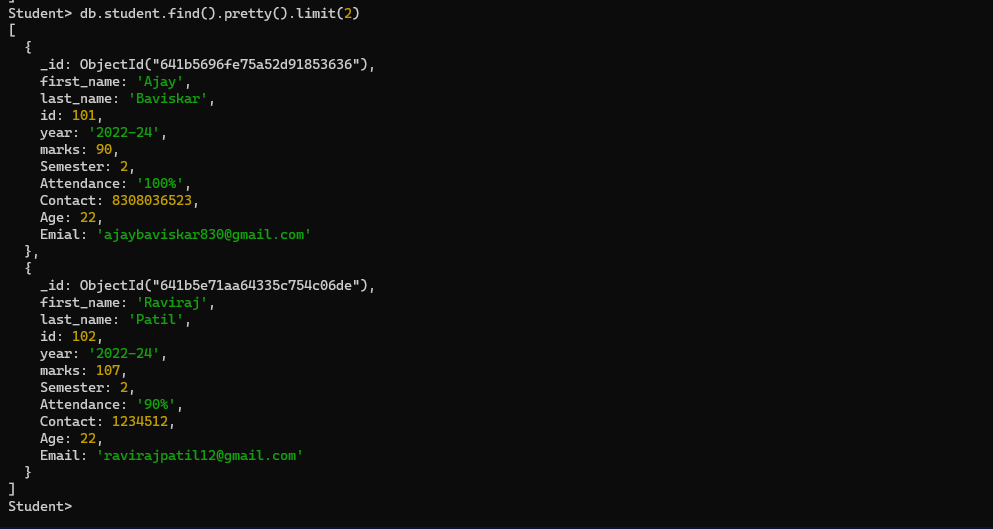 ]
Student> db.student.find().pretty().limit(2)
[
  {
    _id: ObjectId("641b5696fe75a52d91853636"),
    first_name: 'Ajay',
    last_name: 'Baviskar',
    id: 101,
    year: '2022-24',
    marks: 90,
    Semester: 2,
    Attendance: '100%',
    Contact: 8308036523,
    Age: 22,
    Emial: 'ajaybaviskar830@gmail.com'
  },
  {
    _id: ObjectId("641b5e71aa64335c754c06de"),
    first_name: 'Raviraj',
    last_name: 'Patil',
    id: 102,
    year: '2022-24',
    marks: 107,
    Semester: 2,
    Attendance: '90%',
    Contact: 1234512,
    Age: 22,
    Email: 'ravirajpatil12@gmail.com'
  }
]
Student>